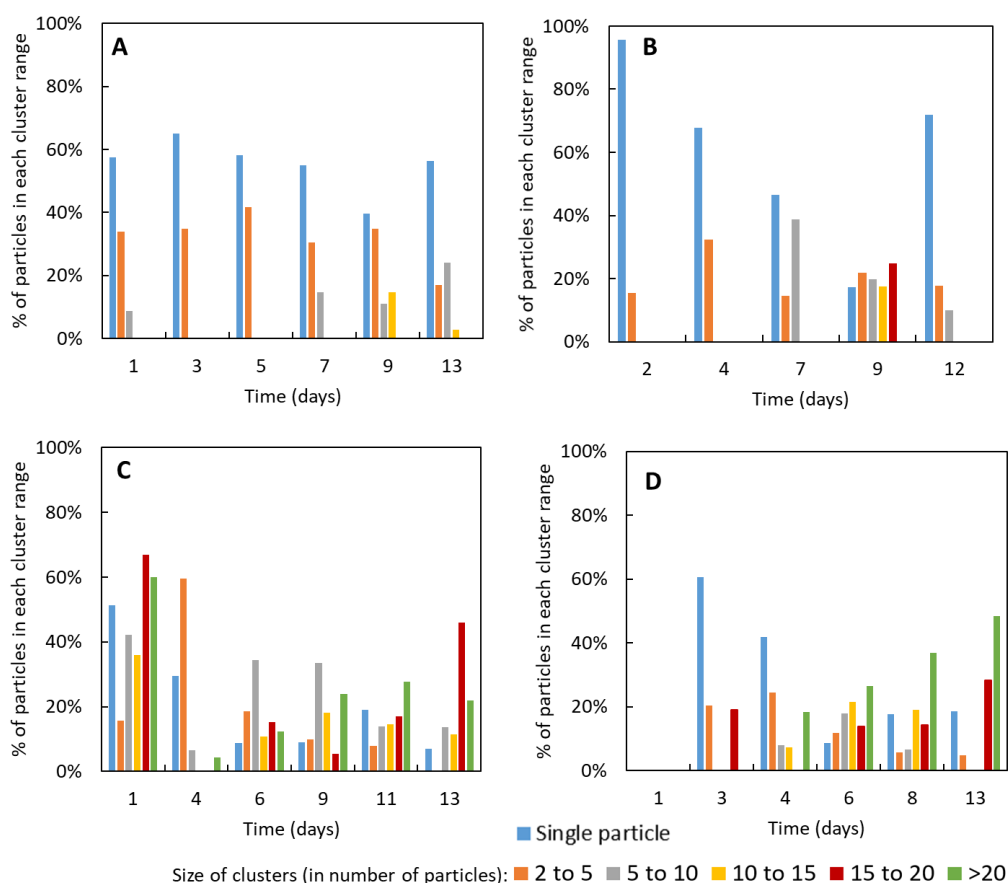 A
% of particles in each cluster range
100%
80%
60%
40%
20%
0%
1 3 5 7 9 13
Time (days)
B
% of particles in each cluster range
100%
80%
60%
40%
20%
0%
2 4 7 9 12
Time (days)
C
% of particles in each cluster range
100%
80%
60%
40%
20%
0%
1 4 6 9 11 13
Time (days)
D
% of particles in each cluster range
100%
80%
60%
40%
20%
0%
1 3 4 6 8 13
Time (days)
Single particle
Size of clusters (in number of particles): 2 to 5 5 to 10 10 to 15 15 to 20 >20